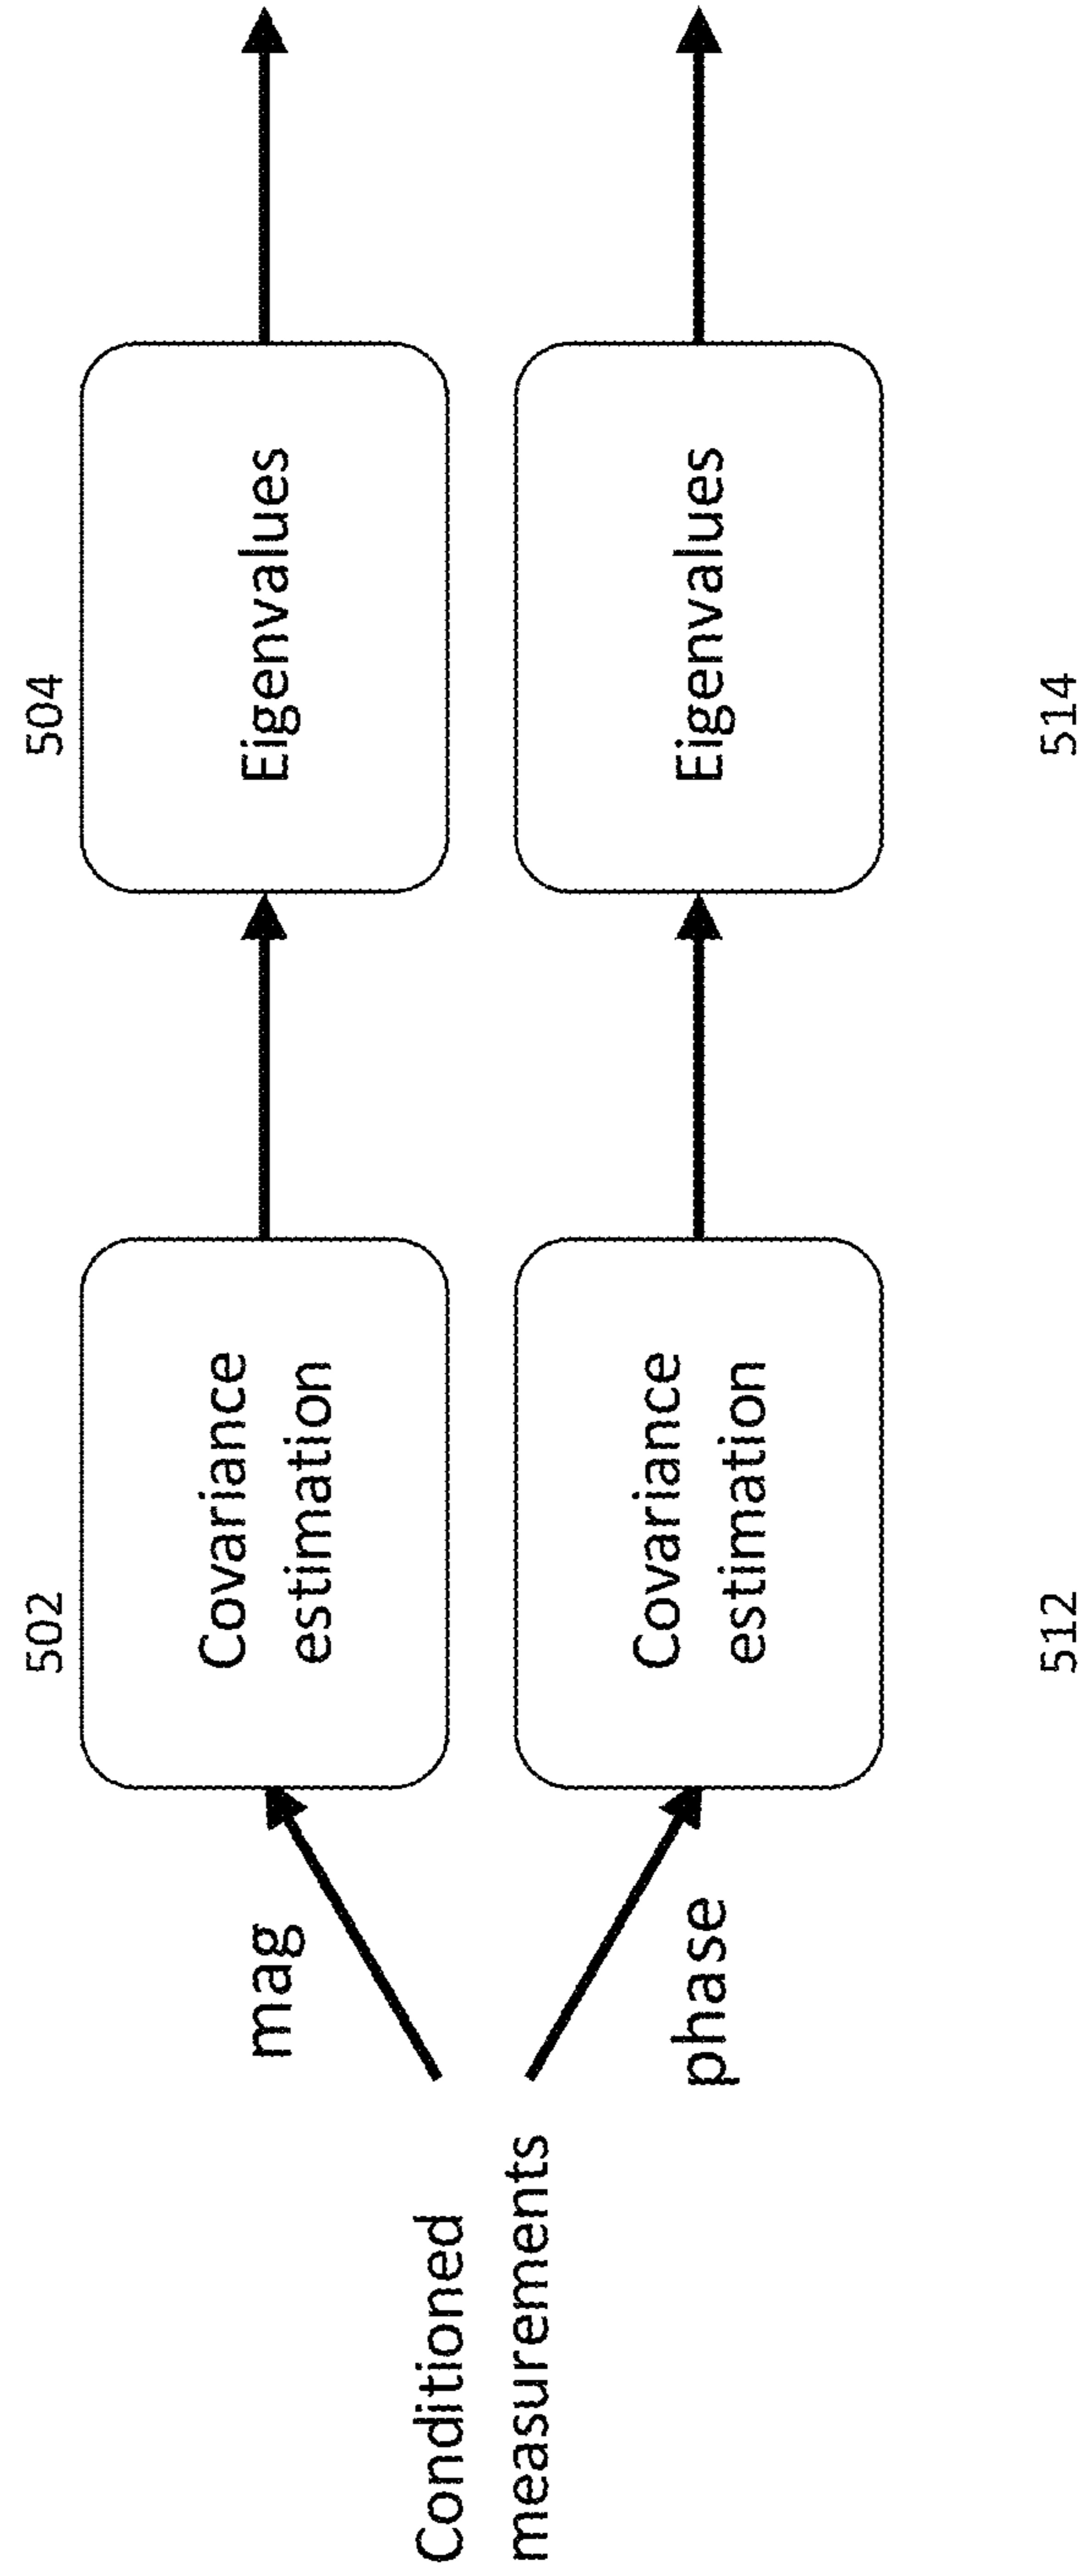 502
504
mag
Covariance
estimation
Eigenvalues
Conditioned
measurements
phase
Covariance
estimation
Eigenvalues
512
514